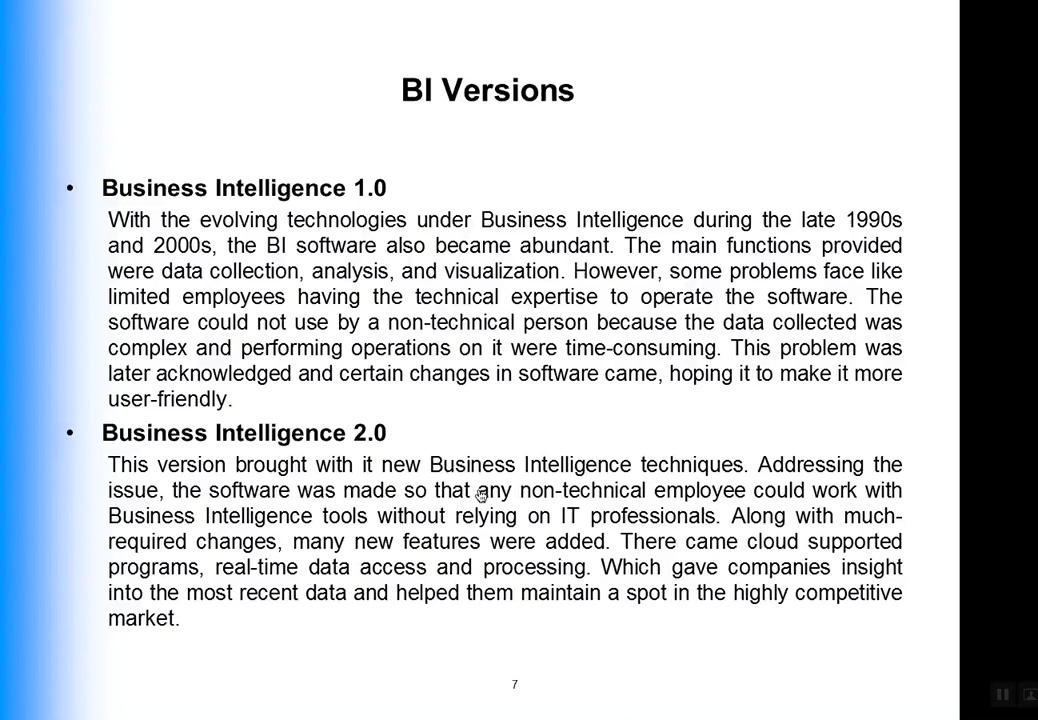 BI Versions
• Business Intelligence 1.0
With the evolving technologies under Business Intelligence during the late 1990s
and 2000s, the BI software also became abundant. The main functions provided
were data collection, analysis, and visualization. However, some problems face like
limited employees having the technical expertise to operate the software. The
software could not use by a non-technical person because the data collected was
complex and performing operations on it were time-consuming. This problem was
later acknowledged and certain changes in software came, hoping it to make it more
user-friendly.
• Business Intelligence 2.0
This version brought with it new Business Intelligence techniques. Addressing the
issue, the software was made so that any non-technical employee could work with
Business Intelligence tools without relying on IT professionals. Along with much-
required changes, many new features were added. There came cloud supported
programs, real-time data access and processing. Which gave companies insight
into the most recent data and helped them maintain a spot in the highly competitive
market.
7